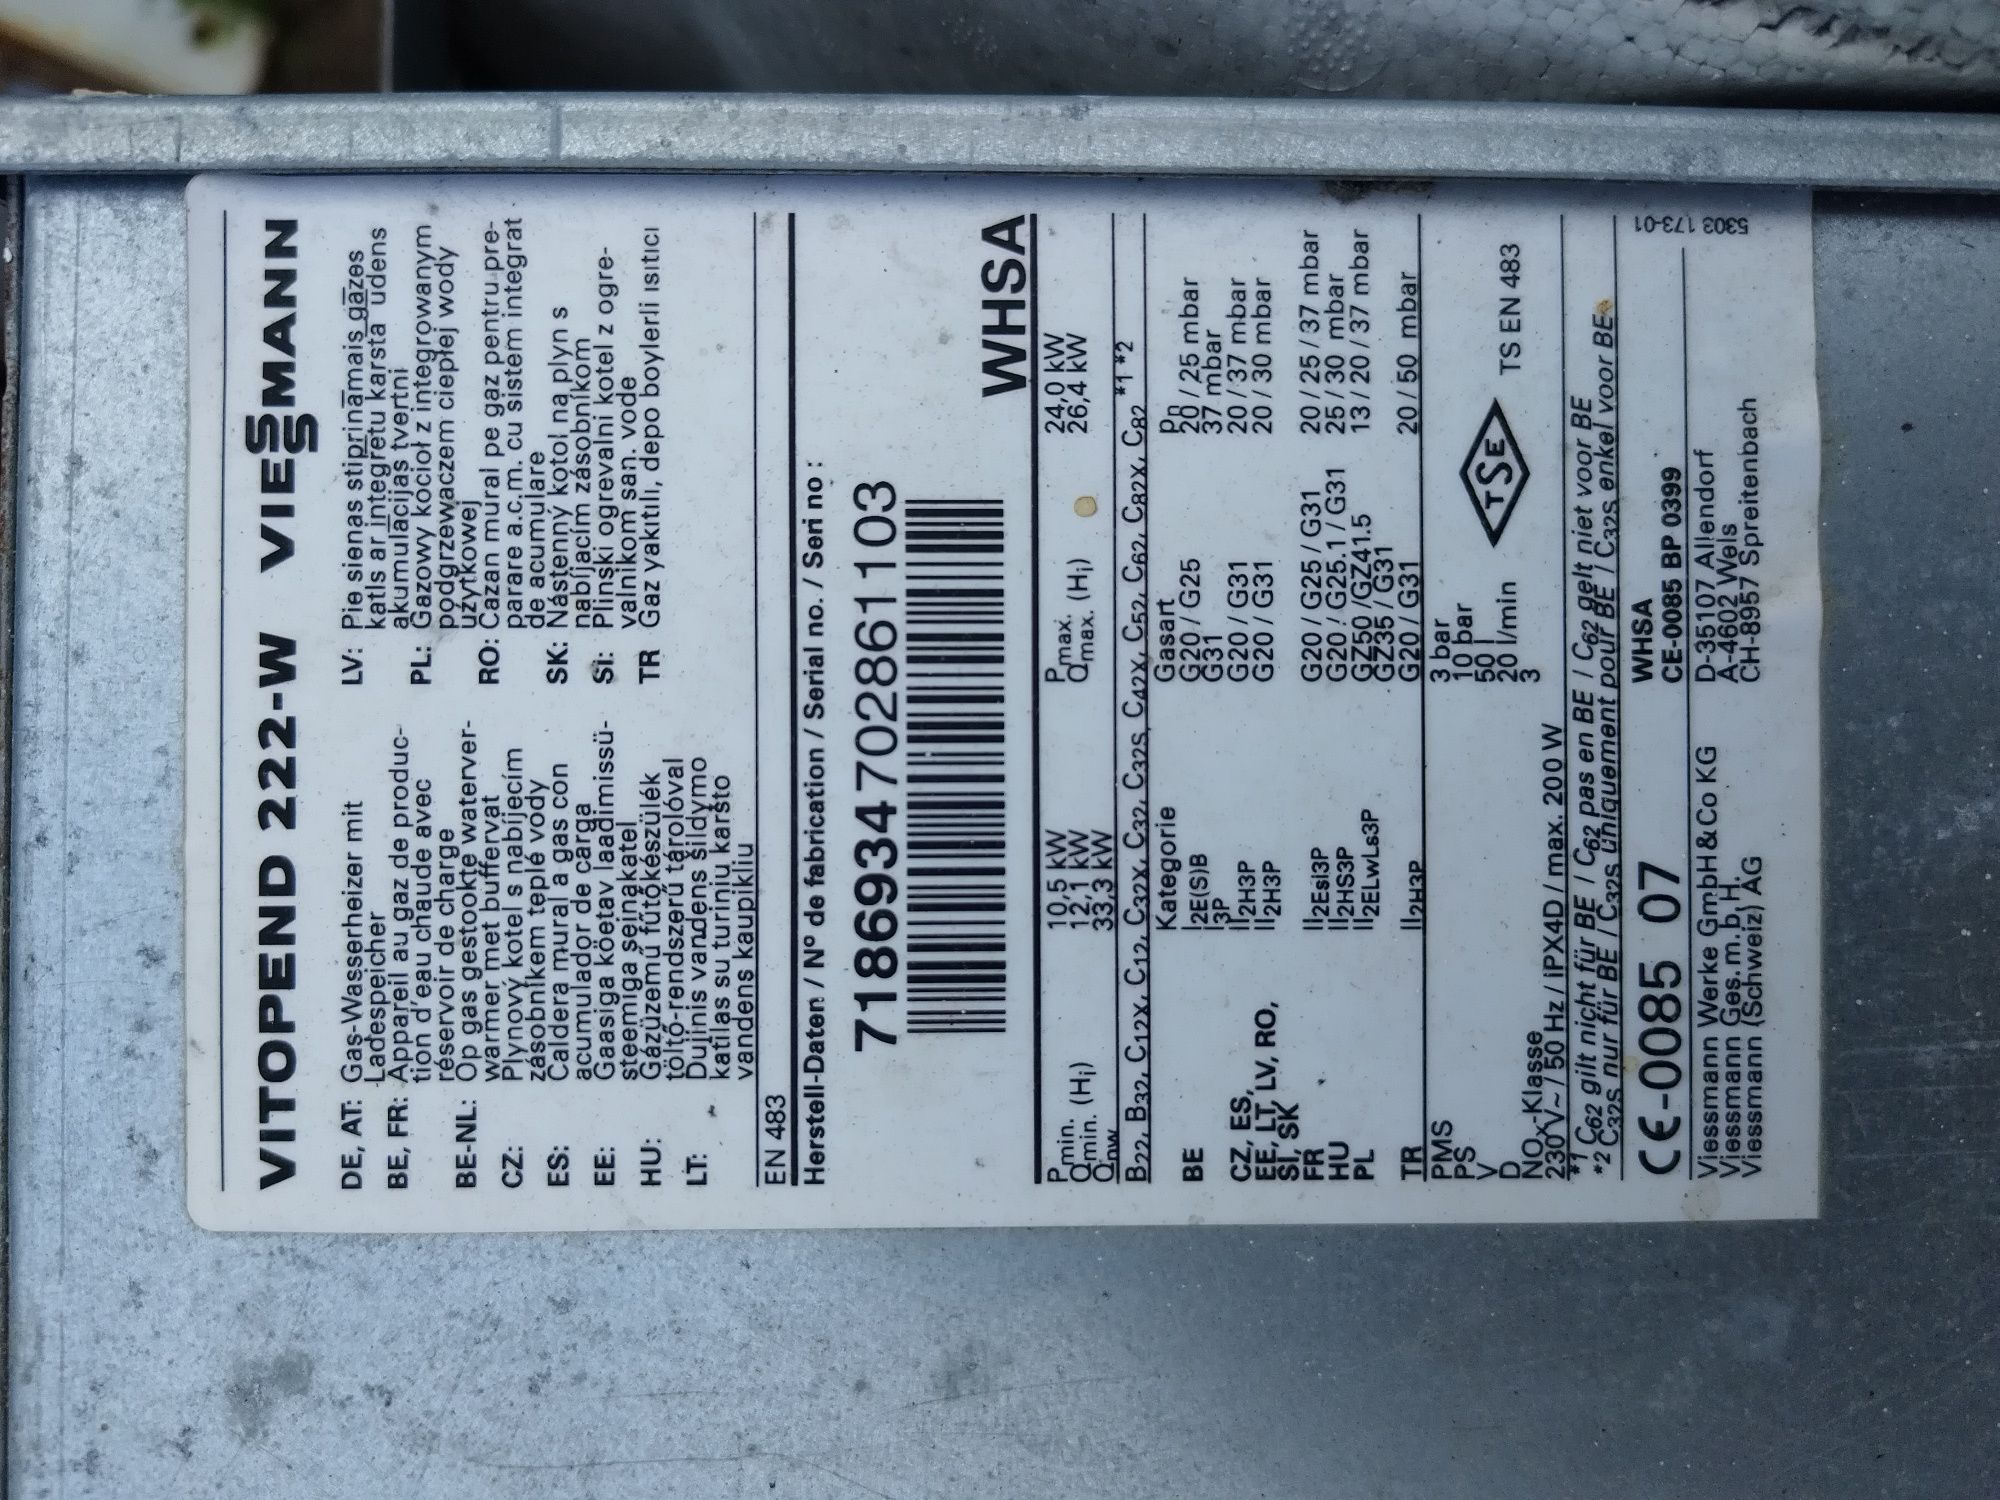 VITOPEND 222-W VIESSMANN
DE, AT: Gas-Wasserheizer mit
Ladespeicher
BE, FR: Appareil au gaz de produc-
tion d'eau chaude avec
réservoir de charge
BE-NL: Op gas gestookte waterver-
warmer met buffervat
CZ: Plynový kotel s nabíjecím
zásobníkem teplé vody
ES: Caldera mural a gas con
acumulador de carga
EE: Gaasiga köetav laadimissü-
steemiga seinakatel
HU: Gázüzemű fűtőkészülék
töltő-rendszerű tárolóval
LT: Dujinis vandens šildymo
katilas su turiniu karšto
vandens kaupikliu
LV: Pie sienas stiprināmais gāzes
katls ar integrētu karstā ūdens
akumulācijas tvertni
PL: Gazowy kocioł z integrowanym
podgrzewaczem ciepłej wody
użytkowej
RO: Cazan mural pe gaz pentru pre-
parare a.c.m. cu sistem integrat
de acumulare
SK: Nástenný kotol na plyn s
nabíjacím zásobníkom
SI: Plinski ogrevalni kotel z ogre-
valnikom san. vode
TR Gaz yakıtılı, depo boylerli ısıtıcı
EN 483
Herstell-Daten / N° de fabrication / Serial no. / Seri no :
7186934702861103
WHSA
Pmin. 10,5 kW Pmax. 24,0 kW
Qmin. (Hi) 12,1 kW Qmax. (Hi) 26,4 kW
Qnw 33,3 kW
B22, B32, C12X, C12, C32X, C32, C32S, C42X, C52, C62, C82X, C82 *1 *2
Kategorie Gasart pn
BE I2E(S)B G20 / G25 20 / 25 mbar
I3P G31 37 mbar
CZ, ES, II2H3P G20 / G31 20 / 37 mbar
EE, LT, LV, RO, II2H3P G20 / G31 20 / 30 mbar
SI, SK
FR II2Esi3P G20 / G25 / G31 20 / 25 / 37 mbar
HU II2HS3P G20 / G25.1 / G31 25 / 30 mbar
PL II2ELwLs3P GZ50 / GZ41.5 13 / 20 / 37 mbar
GZ35 / G31
TR II2H3P G20 / G31 20 / 50 mbar
PMS 3 bar
PS 10 bar
V 50 l
D 20 l/min
NOx-Klasse 3
TSE TS EN 483
230 V~ / 50 Hz / IPX4D / max. 200 W
*1 C62 gilt nicht für BE / C62 pas en BE / C62 gelt niet voor BE
*2 C32S nur für BE / C32S uniquement pour BE / C32S enkel voor BE
CE-0085 07 WHSA
CE-0085 BP 0399
Viessmann Werke GmbH & Co KG D-35107 Allendorf
Viessmann Ges.m.b.H. A-4602 Wels
Viessmann (Schweiz) AG CH-8957 Spreitenbach
5303 173-01